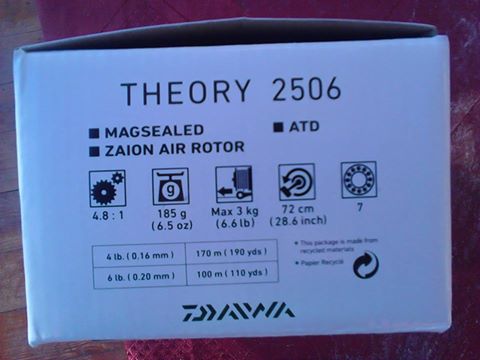 THEORY 2506
■ MAGSEALED ■ ATD
■ ZAION AIR ROTOR
g
4.8 : 1 185 g Max 3 kg 72 cm 7
(6.5 oz) (6.6 lb) (28.6 inch)
4 lb. ( 0,16 mm ) 170 m ( 190 yds )
6 lb. ( 0.20 mm ) 100 m ( 110 yds )
• This package is made from
recycled materials
• Papier Recyclé
DAIWA